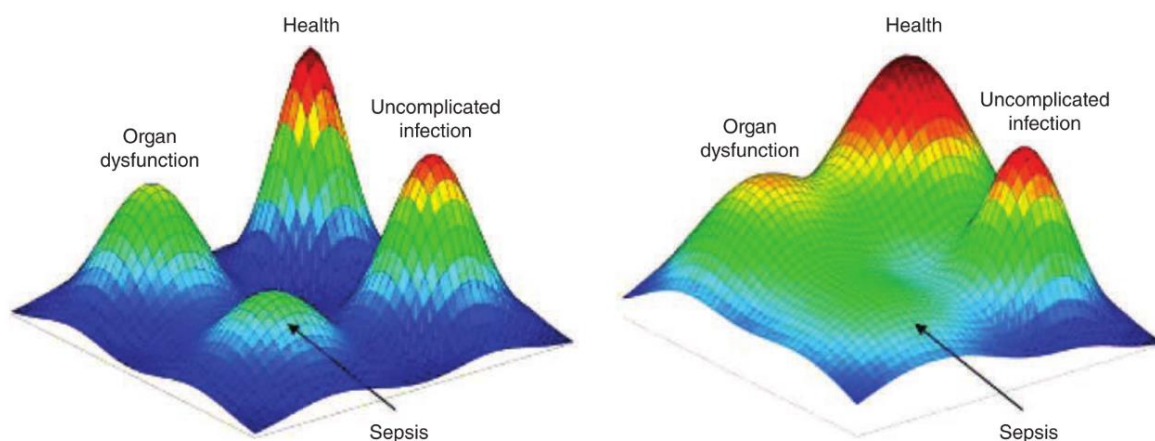 Health
Uncomplicated
infection
Organ
dysfunction
Sepsis
Health
Uncomplicated
infection
Organ
dysfunction
Sepsis